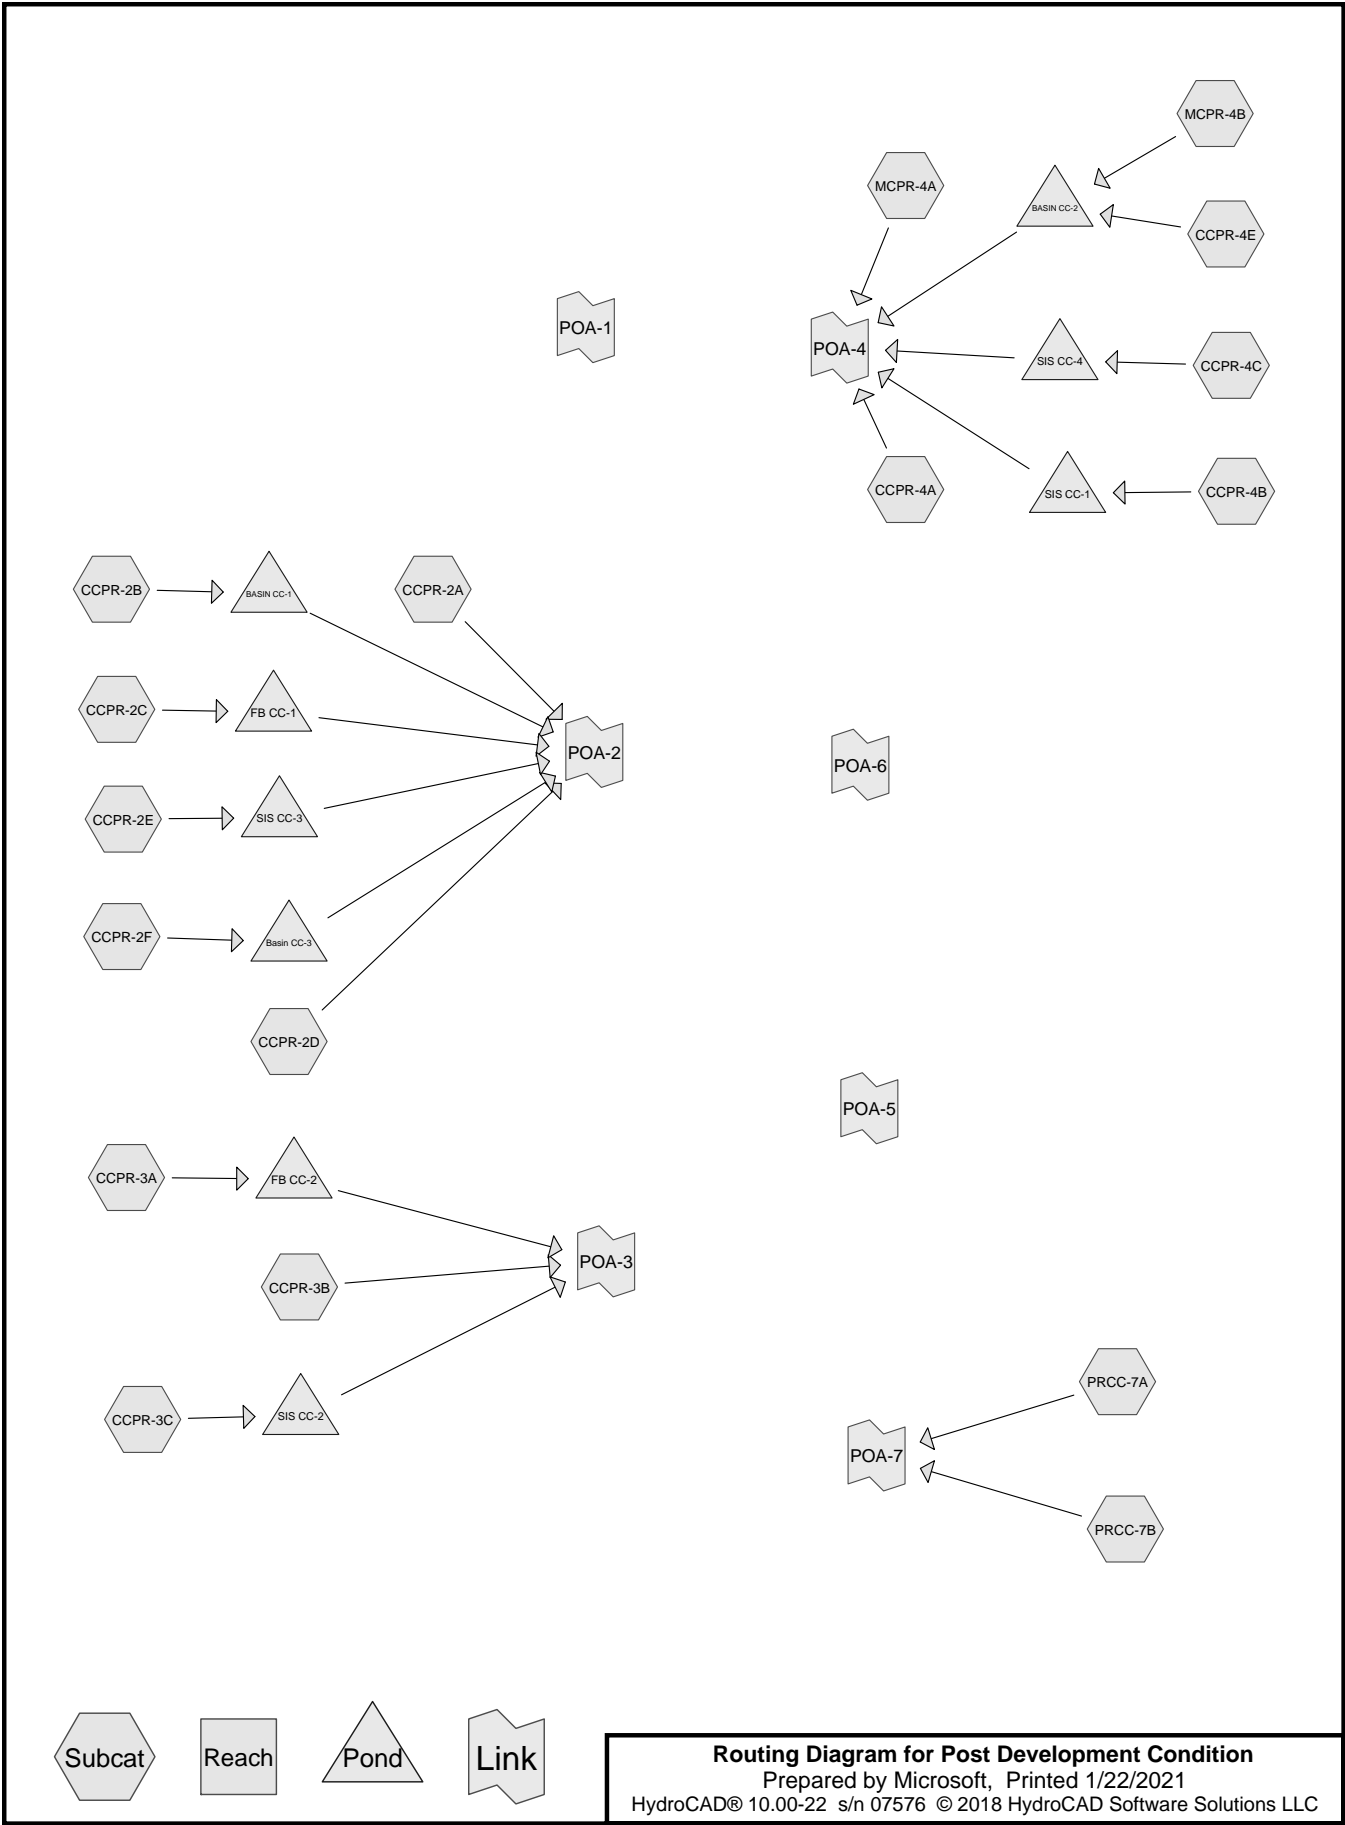 MCPR-4B
MCPR-4A
BASIN CC-2
CCPR-4E
POA-1
POA-4
SIS CC-4
CCPR-4C
CCPR-4A
SIS CC-1
CCPR-4B
CCPR-2B
BASIN CC-1
CCPR-2A
CCPR-2C
FB CC-1
POA-2
POA-6
CCPR-2E
SIS CC-3
CCPR-2F
Basin CC-3
CCPR-2D
POA-5
CCPR-3A
FB CC-2
POA-3
CCPR-3B
PRCC-7A
CCPR-3C
SIS CC-2
POA-7
PRCC-7B
Subcat
Reach
Pond
Link
Routing Diagram for Post Development Condition
Prepared by Microsoft, Printed 1/22/2021
HydroCAD® 10.00-22 s/n 07576 © 2018 HydroCAD Software Solutions LLC